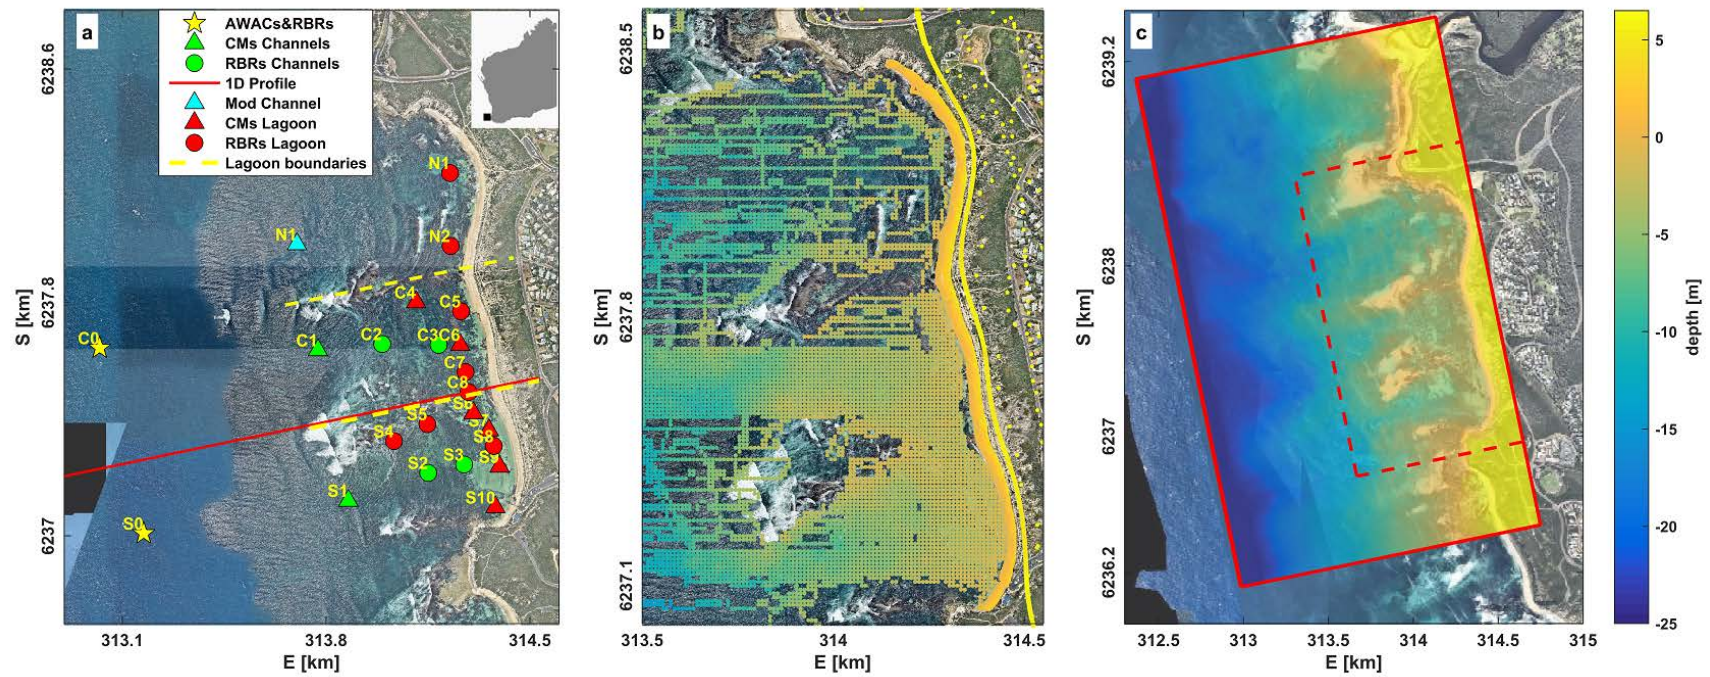 a
AWACs&RBRs
CMs Channels
RBRs Channels
1D Profile
Mod Channel
CMs Lagoon
RBRs Lagoon
Lagoon boundaries
N1
N1
N2
C4
C5
C0
C1
C2
C3
C6
C7
C8
S6
S5
S7
S4
S8
S9
S3
S2
S1
S10
S0
6238.6
6237.8
6237
S [km]
313.1
313.8
314.5
E [km]
b
6238.5
6237.8
6237.1
S [km]
313.5
314
314.5
E [km]
c
6239.2
6238
6237
6236.2
S [km]
312.5
313
313.5
314
314.5
315
E [km]
5
0
-5
-10
-15
-20
-25
depth [m]